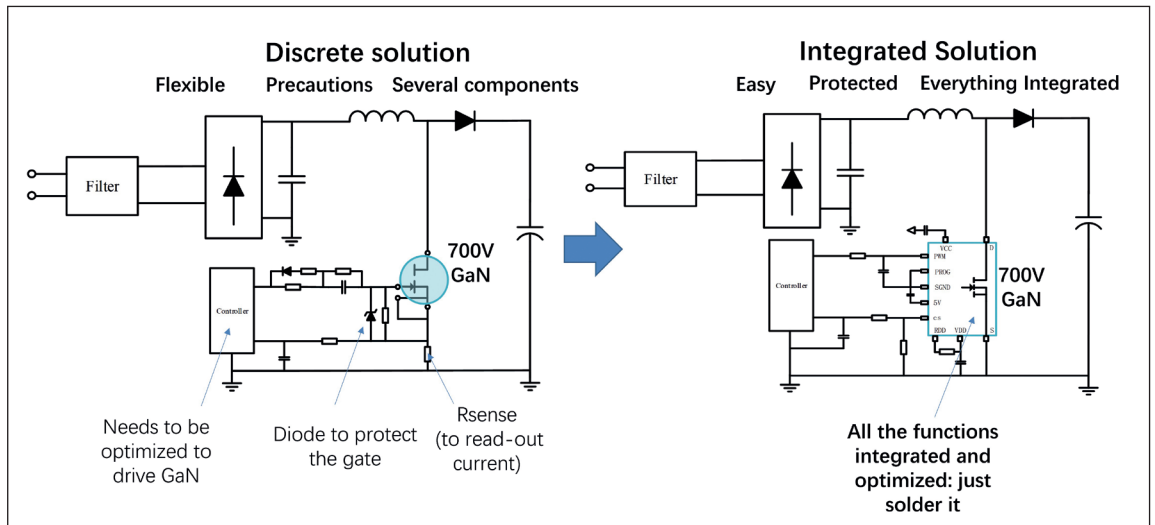 Discrete solution
Flexible Precautions Several components
Filter
700V
GaN
Controller
Needs to be
optimized to
drive GaN
Diode to protect
the gate
Rsense
(to read-out
current)
Integrated Solution
Easy Protected Everything Integrated
Filter
Controller
VCC
D
PWM
PROG
SGND
5V
CS
RDD
VDD
S
700V
GaN
All the functions
integrated and
optimized: just
solder it